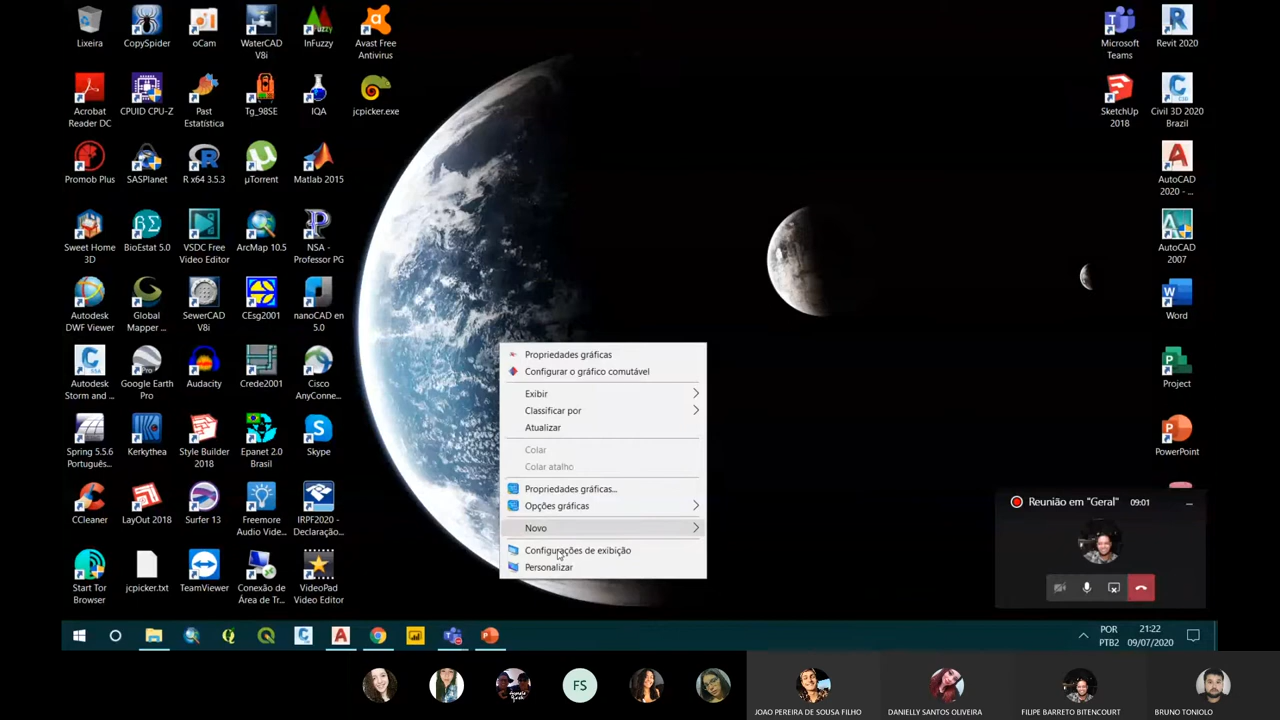 Lixeira
CopySpider
oCam
WaterCAD
V8i
InFuzzy
Avast Free
Antivirus
Microsoft
Teams
Revit 2020
Acrobat
Reader DC
CPUID CPU-Z
Past
Estatística
Tg_98SE
IQA
jcpicker.exe
SketchUp
2018
Civil 3D 2020
Brazil
Promob Plus
SASPlanet
R x64 3.5.3
µTorrent
Matlab 2015
AutoCAD
2020 - ...
Sweet Home
3D
BioEstat 5.0
VSDC Free
Video Editor
ArcMap 10.5
NSA -
Professor PG
AutoCAD
2007
Autodesk
DWF Viewer
Global
Mapper ...
SewerCAD
V8i
CEsg2001
nanoCAD en
5.0
Word
Autodesk
Storm and ...
Google Earth
Pro
Audacity
Crede2001
Cisco
AnyConne...
Project
Spring 5.5.6
Português...
Kerkythea
Style Builder
2018
Epanet 2.0
Brasil
Skype
PowerPoint
CCleaner
LayOut 2018
Surfer 13
Freemore
Audio Vide...
IRPF2020 -
Declaração...
Start Tor
Browser
jcpicker.txt
TeamViewer
Conexão de
Área de Tr...
VideoPad
Video Editor
Propriedades gráficas
Configurar o gráfico comutável
Exibir
Classificar por
Atualizar
Colar
Colar atalho
Propriedades gráficas...
Opções gráficas
Novo
Configurações de exibição
Personalizar
Reunião em "Geral" 09:01
POR
PTB2
21:22
09/07/2020
FS
JOAO PEREIRA DE SOUSA FILHO
DANIELLY SANTOS OLIVEIRA
FILIPE BARRETO BITENCOURT
BRUNO TONIOLO